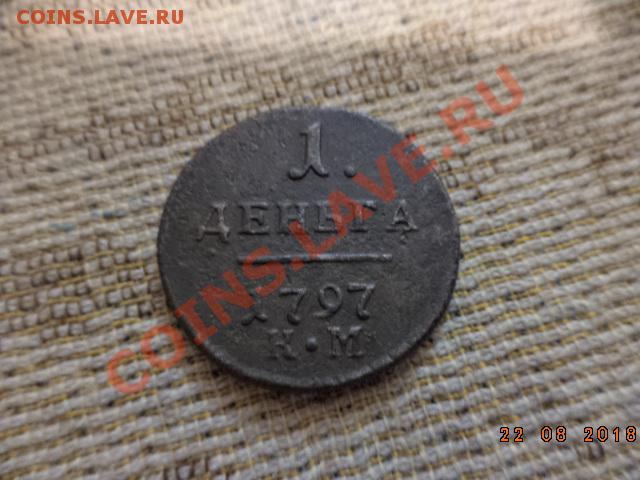 COINS.LAVE.RU
1.
ДЕНЬГА
1797
К•М
COINS.LAVE.RU
22 08 2018